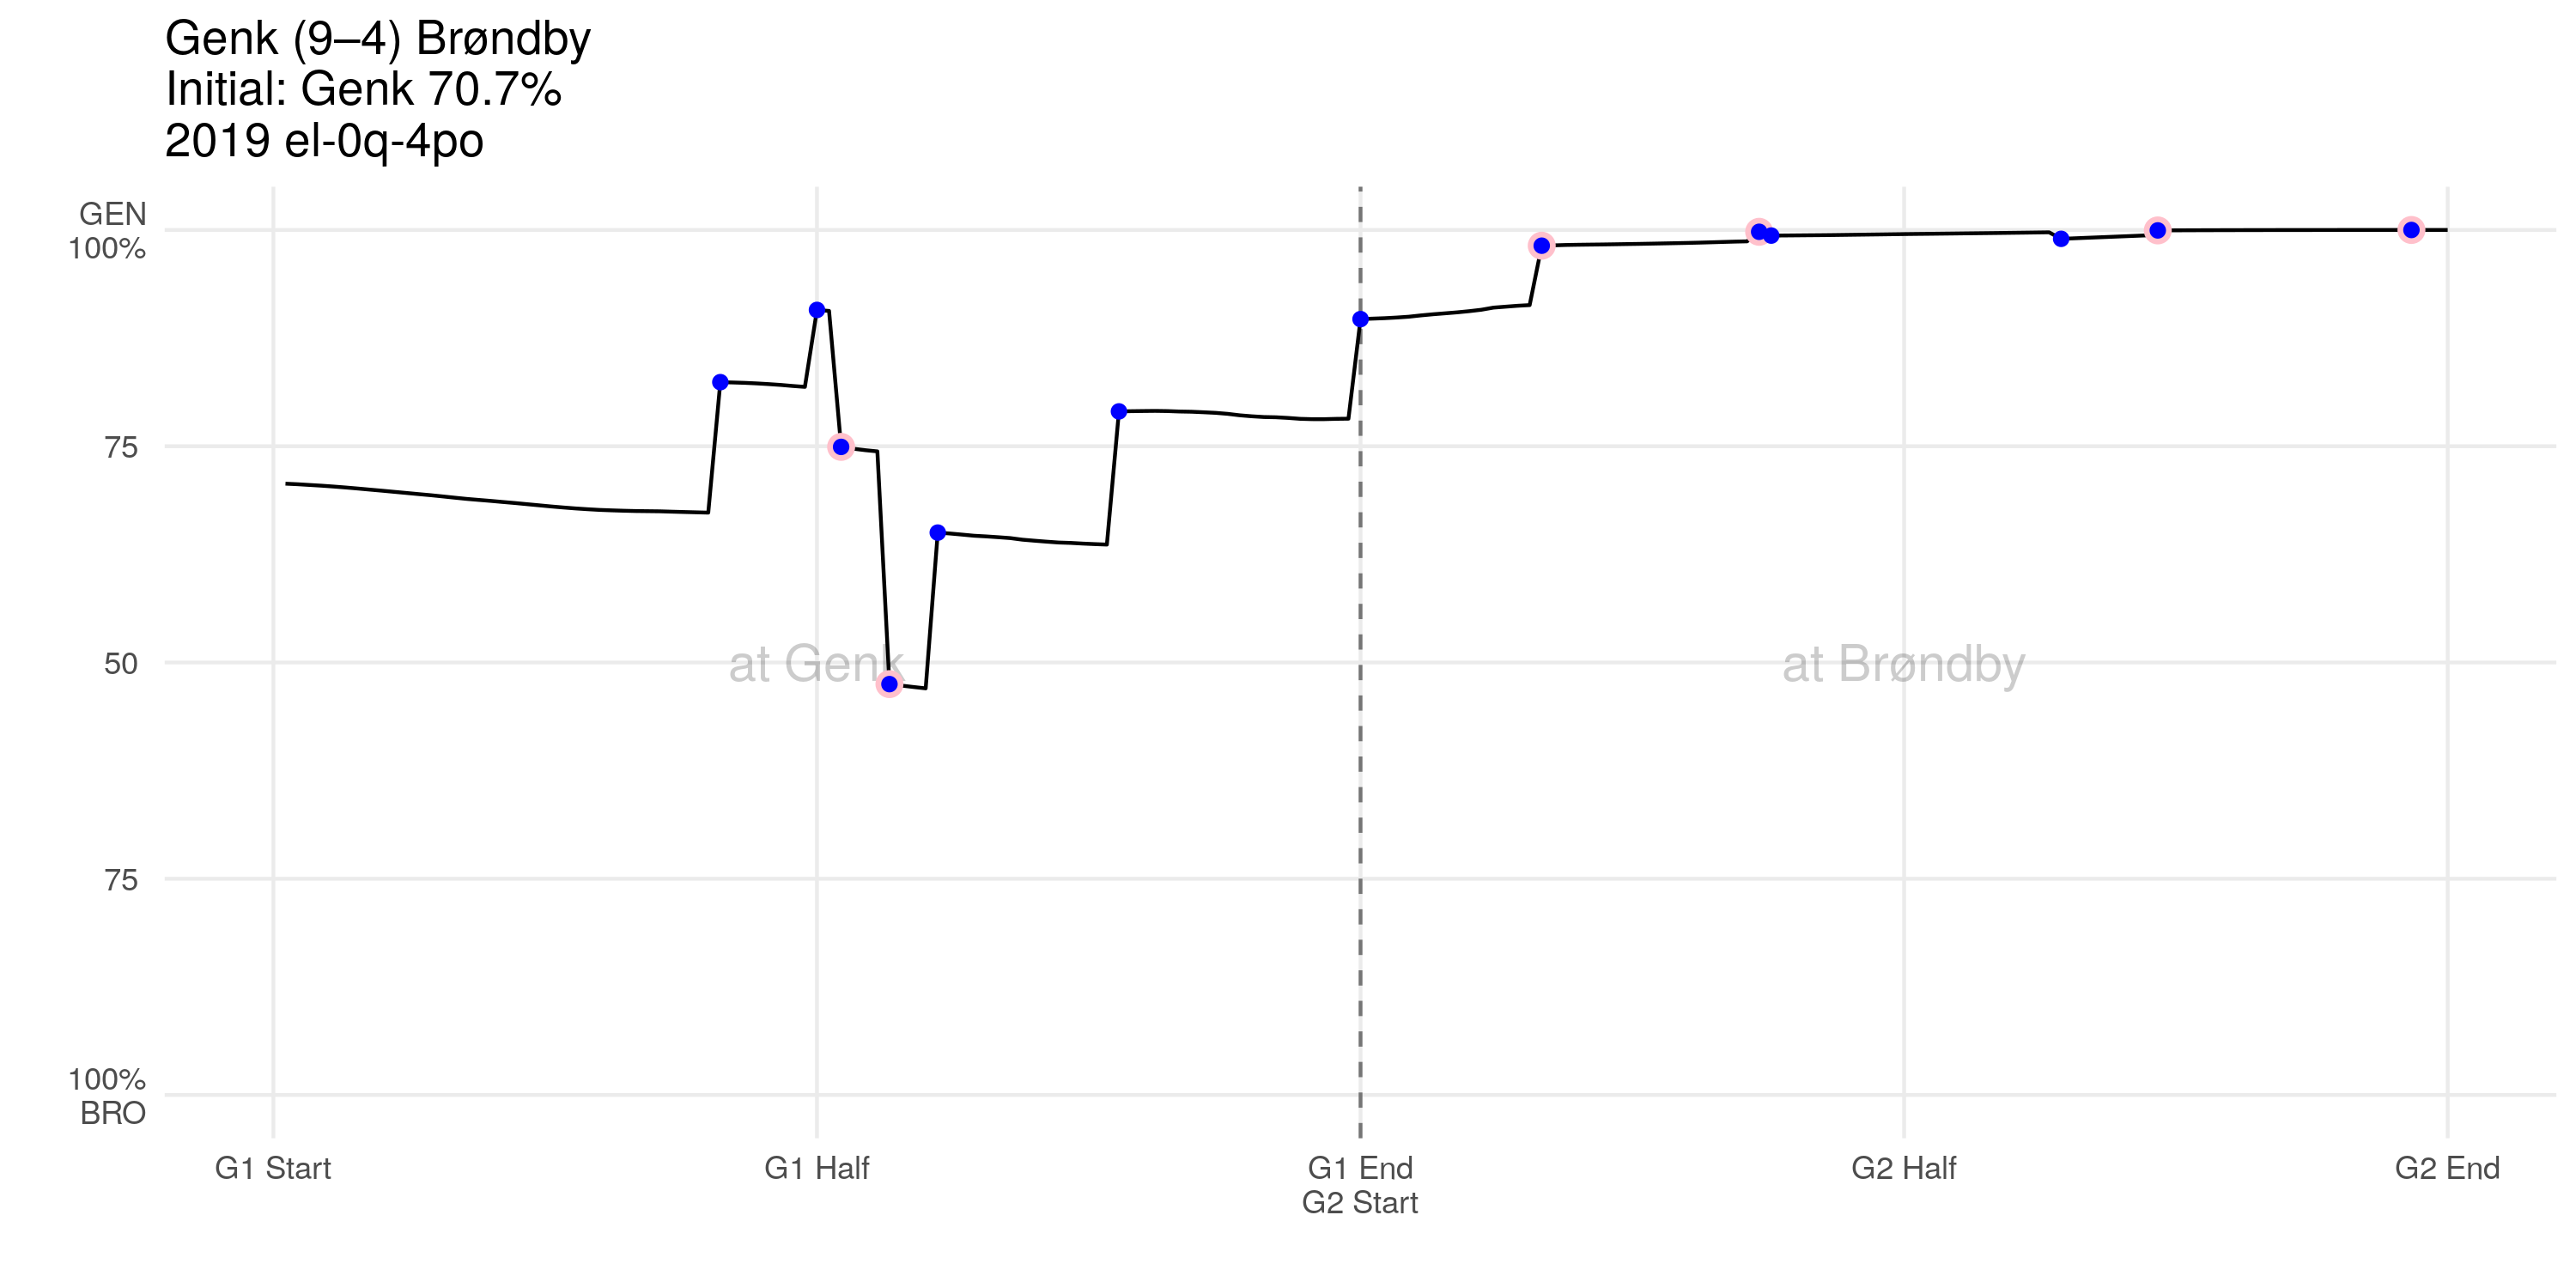 Genk (9–4) Brøndby
Initial: Genk 70.7%
2019 el-0q-4po
GEN
100%
75
50
75
100%
BRO
at Genk
at Brøndby
G1 Start
G1 Half
G1 End
G2 Start
G2 Half
G2 End